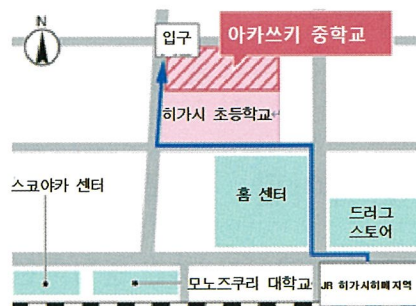 N
입구
아카쓰키 중학교
히가시 초등학교
스코야카 센터
홈 센터
드러그
스토어
모노즈쿠리 대학교
JR 히가시히메지역